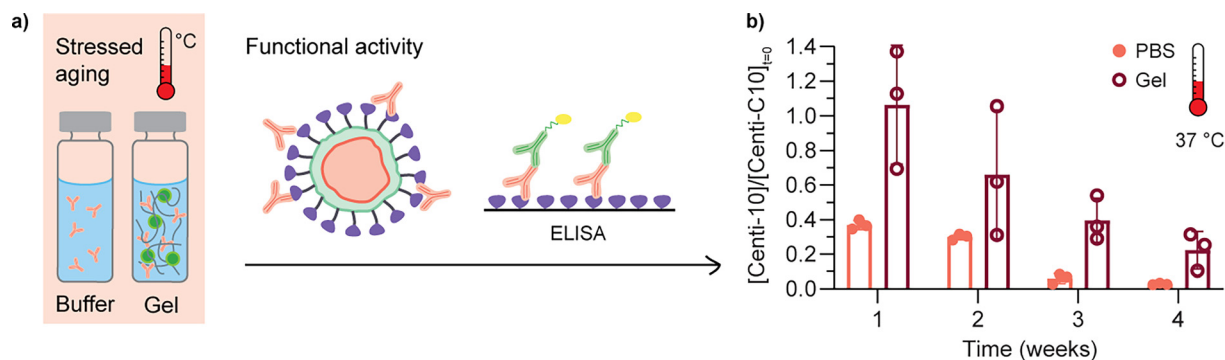 a)
Stressed
aging
°C
Buffer
Gel
Functional activity
ELISA
b)
[Centi-10]/[Centi-C10]t=0
1.4
1.2
1.0
0.8
0.6
0.4
0.2
0.0
1
2
3
4
Time (weeks)
PBS
Gel
37 °C